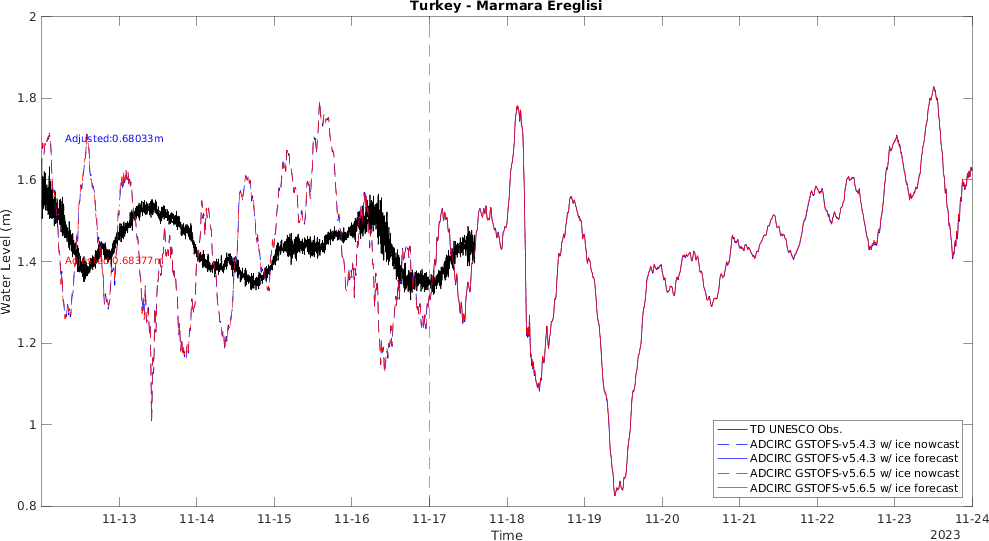 Turkey - Marmara Ereglisi
2
1.8
1.6
1.4
1.2
1
0.8
Water Level (m)
Adjusted:0.68033m
Adjusted:0.68377m
TD UNESCO Obs.
ADCIRC GSTOFS-v5.4.3 w/ ice nowcast
ADCIRC GSTOFS-v5.4.3 w/ ice forecast
ADCIRC GSTOFS-v5.6.5 w/ ice nowcast
ADCIRC GSTOFS-v5.6.5 w/ ice forecast
11-13 11-14 11-15 11-16 11-17 11-18 11-19 11-20 11-21 11-22 11-23 11-24
Time
2023